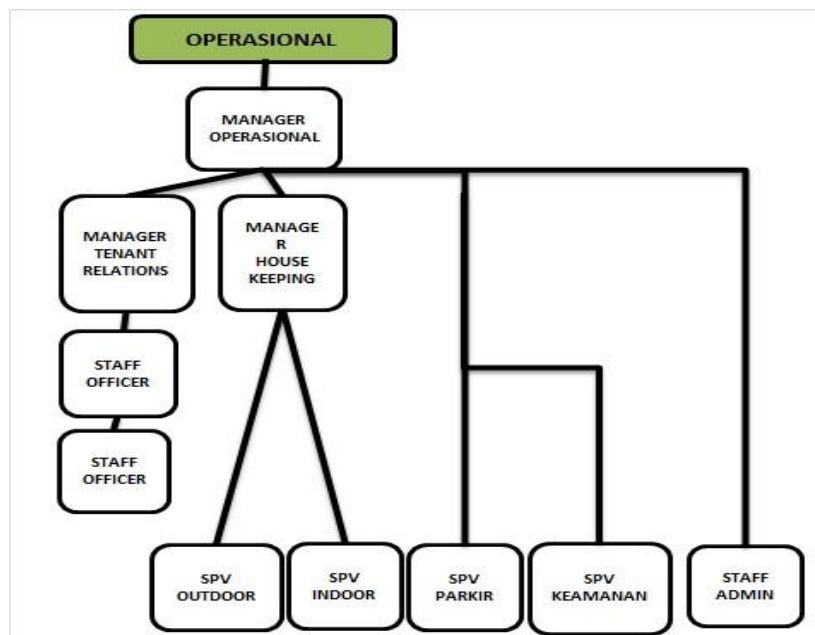 OPERASIONAL
MANAGER
OPERASIONAL
MANAGER
TENANT
RELATIONS
MANAGE
R
HOUSE
KEEPING
STAFF
OFFICER
STAFF
OFFICER
SPV
OUTDOOR
SPV
INDOOR
SPV
PARKIR
SPV
KEAMANAN
STAFF
ADMIN